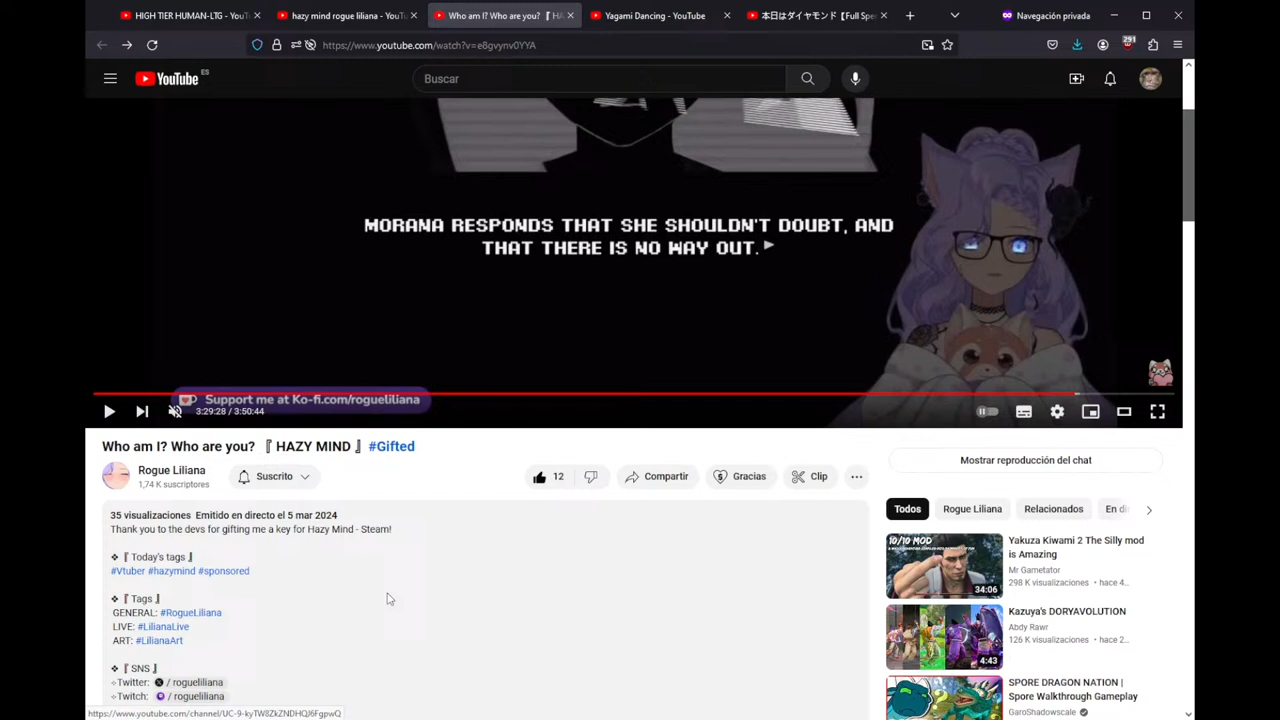 HIGH TIER HUMAN-LTG - YouT
hazy mind rogue liliana - YouTu
Who am I? Who are you? 『 HA
Yagami Dancing - YouTube
本日はダイヤモンド【Full Spe
Navegación privada
https://www.youtube.com/watch?v=e8gvynv0YYA
291
YouTube ES
Buscar
MORANA RESPONDS THAT SHE SHOULDN'T DOUBT, AND
THAT THERE IS NO WAY OUT.
Support me at Ko-fi.com/rogueliliana
3:29:28 / 3:50:44
Who am I? Who are you? 『 HAZY MIND 』 #Gifted
Rogue Liliana
1,74 K suscriptores
Suscrito
12
Compartir
Gracias
Clip
35 visualizaciones Emitido en directo el 5 mar 2024
Thank you to the devs for gifting me a key for Hazy Mind - Steam!
❖『 Today's tags 』
#Vtuber #hazymind #sponsored
❖『 Tags 』
GENERAL: #RogueLiliana
LIVE: #LilianaLive
ART: #LilianaArt
❖『 SNS 』
✧Twitter: / rogueliliana
✧Twitch: / rogueliliana
https://www.youtube.com/channel/UC-9-kyTW8ZkZNDHQJ6FgpwQ
Mostrar reproducción del chat
Todos
Rogue Liliana
Relacionados
En di
10/10 MOD
34:06
Yakuza Kiwami 2 The Silly mod
is Amazing
Mr Gametator
298 K visualizaciones • hace 4...
4:43
Kazuya's DORYAVOLUTION
Abdy Rawr
126 K visualizaciones • hace 2...
SPORE DRAGON NATION |
Spore Walkthrough Gameplay
GaroShadowscale